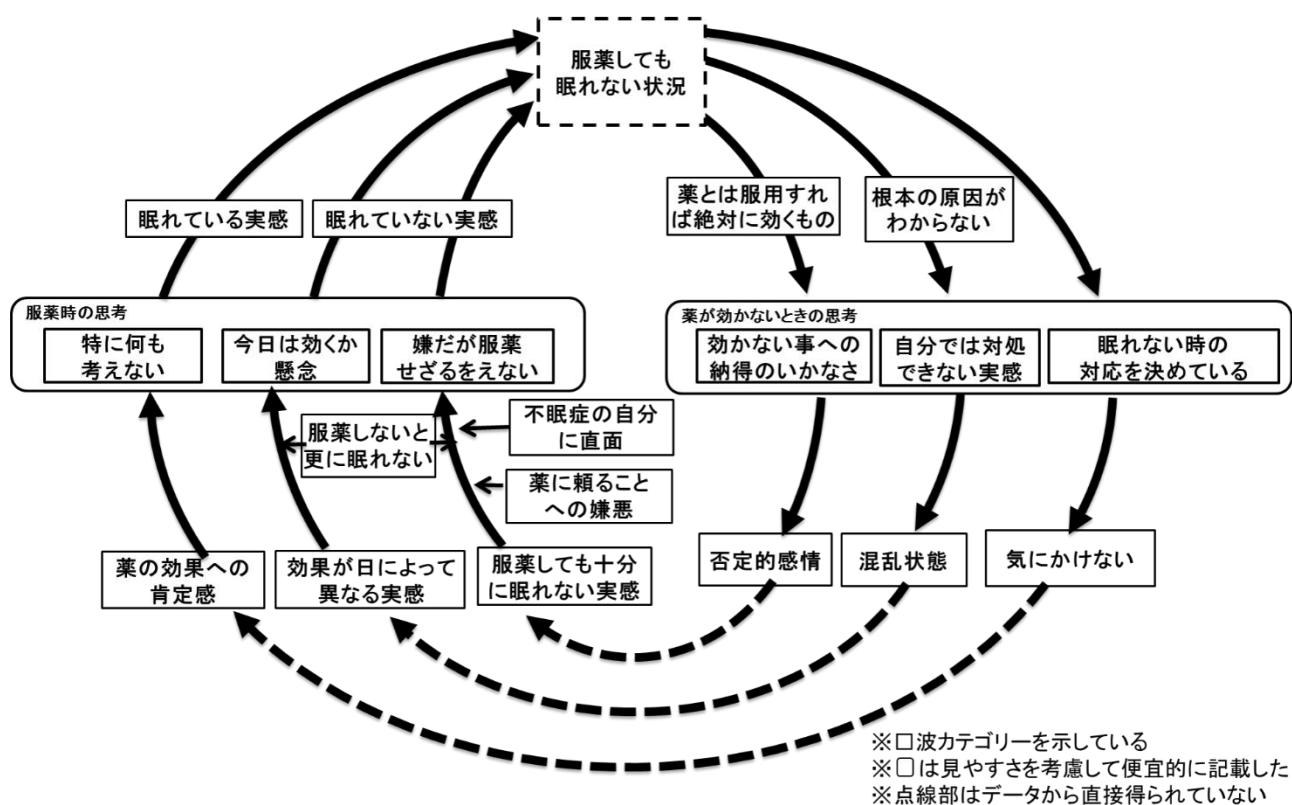 服薬しても
眠れない状況
眠れている実感
眠れていない実感
薬とは服用すれ
ば絶対に効くもの
根本の原因が
わからない
服薬時の思考
特に何も
考えない
今日は効くか
懸念
嫌だが服薬
せざるをえない
薬が効かないときの思考
効かない事への
納得のいかなさ
自分では対処
できない実感
眠れない時の
対応を決めている
服薬しないと
更に眠れない
不眠症の自分
に直面
薬に頼ること
への嫌悪
薬の効果への
肯定感
効果が日によって
異なる実感
服薬しても十分
に眠れない実感
否定的感情
混乱状態
気にかけない
※□波カテゴリーを示している
※▢は見やすさを考慮して便宜的に記載した
※点線部はデータから直接得られていない